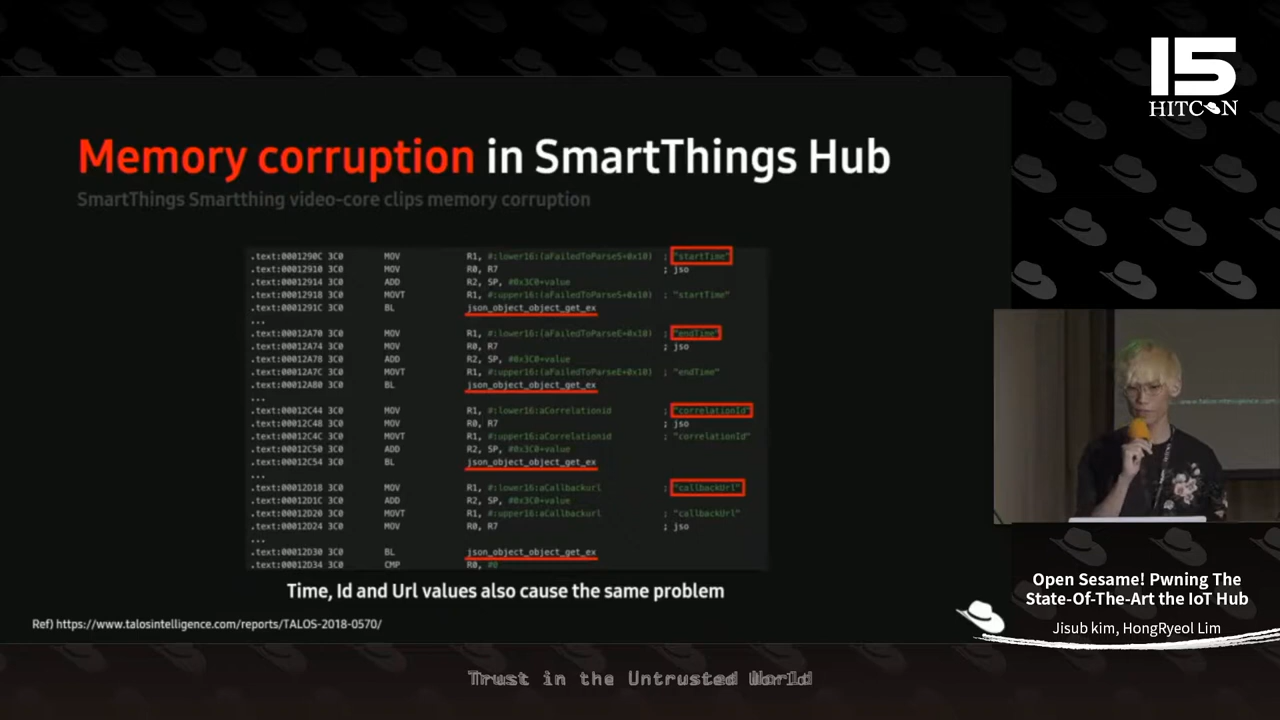 15
HITCON
Memory corruption in SmartThings Hub
SmartThings Smartthing video-core clips memory corruption
.text:0001290C 3C0 MOV R1, #:lower16:(aFailedToParseS+0x10) ; "startTime"
.text:00012910 3C0 MOV R0, R7 ; jso
.text:00012914 3C0 ADD R2, SP, #0x3C0+value
.text:00012918 3C0 MOVT R1, #:upper16:(aFailedToParseS+0x10) ; "startTime"
.text:0001291C 3C0 BL json_object_object_get_ex
...
.text:00012A70 3C0 MOV R1, #:lower16:(aFailedToParseE+0x10) ; "endTime"
.text:00012A74 3C0 MOV R0, R7 ; jso
.text:00012A78 3C0 ADD R2, SP, #0x3C0+value
.text:00012A7C 3C0 MOVT R1, #:upper16:(aFailedToParseE+0x10) ; "endTime"
.text:00012A80 3C0 BL json_object_object_get_ex
...
.text:00012C44 3C0 MOV R1, #:lower16:aCorrelationid ; "correlationId"
.text:00012C48 3C0 MOV R0, R7 ; jso
.text:00012C4C 3C0 MOVT R1, #:upper16:aCorrelationid ; "correlationId"
.text:00012C50 3C0 ADD R2, SP, #0x3C0+value
.text:00012C54 3C0 BL json_object_object_get_ex
...
.text:00012D18 3C0 MOV R1, #:lower16:aCallbackurl ; "callbackUrl"
.text:00012D1C 3C0 ADD R2, SP, #0x3C0+value
.text:00012D20 3C0 MOVT R1, #:upper16:aCallbackurl ; "callbackUrl"
.text:00012D24 3C0 MOV R0, R7 ; jso
...
.text:00012D30 3C0 BL json_object_object_get_ex
.text:00012D34 3C0 CMP R0, #0
Time, Id and Url values also cause the same problem
Ref) https://www.talosintelligence.com/reports/TALOS-2018-0570/
www.talosintelligence.com
Open Sesame! Pwning The
State-Of-The-Art the IoT Hub
Jisub kim, HongRyeol Lim
Trust in the Untrusted World